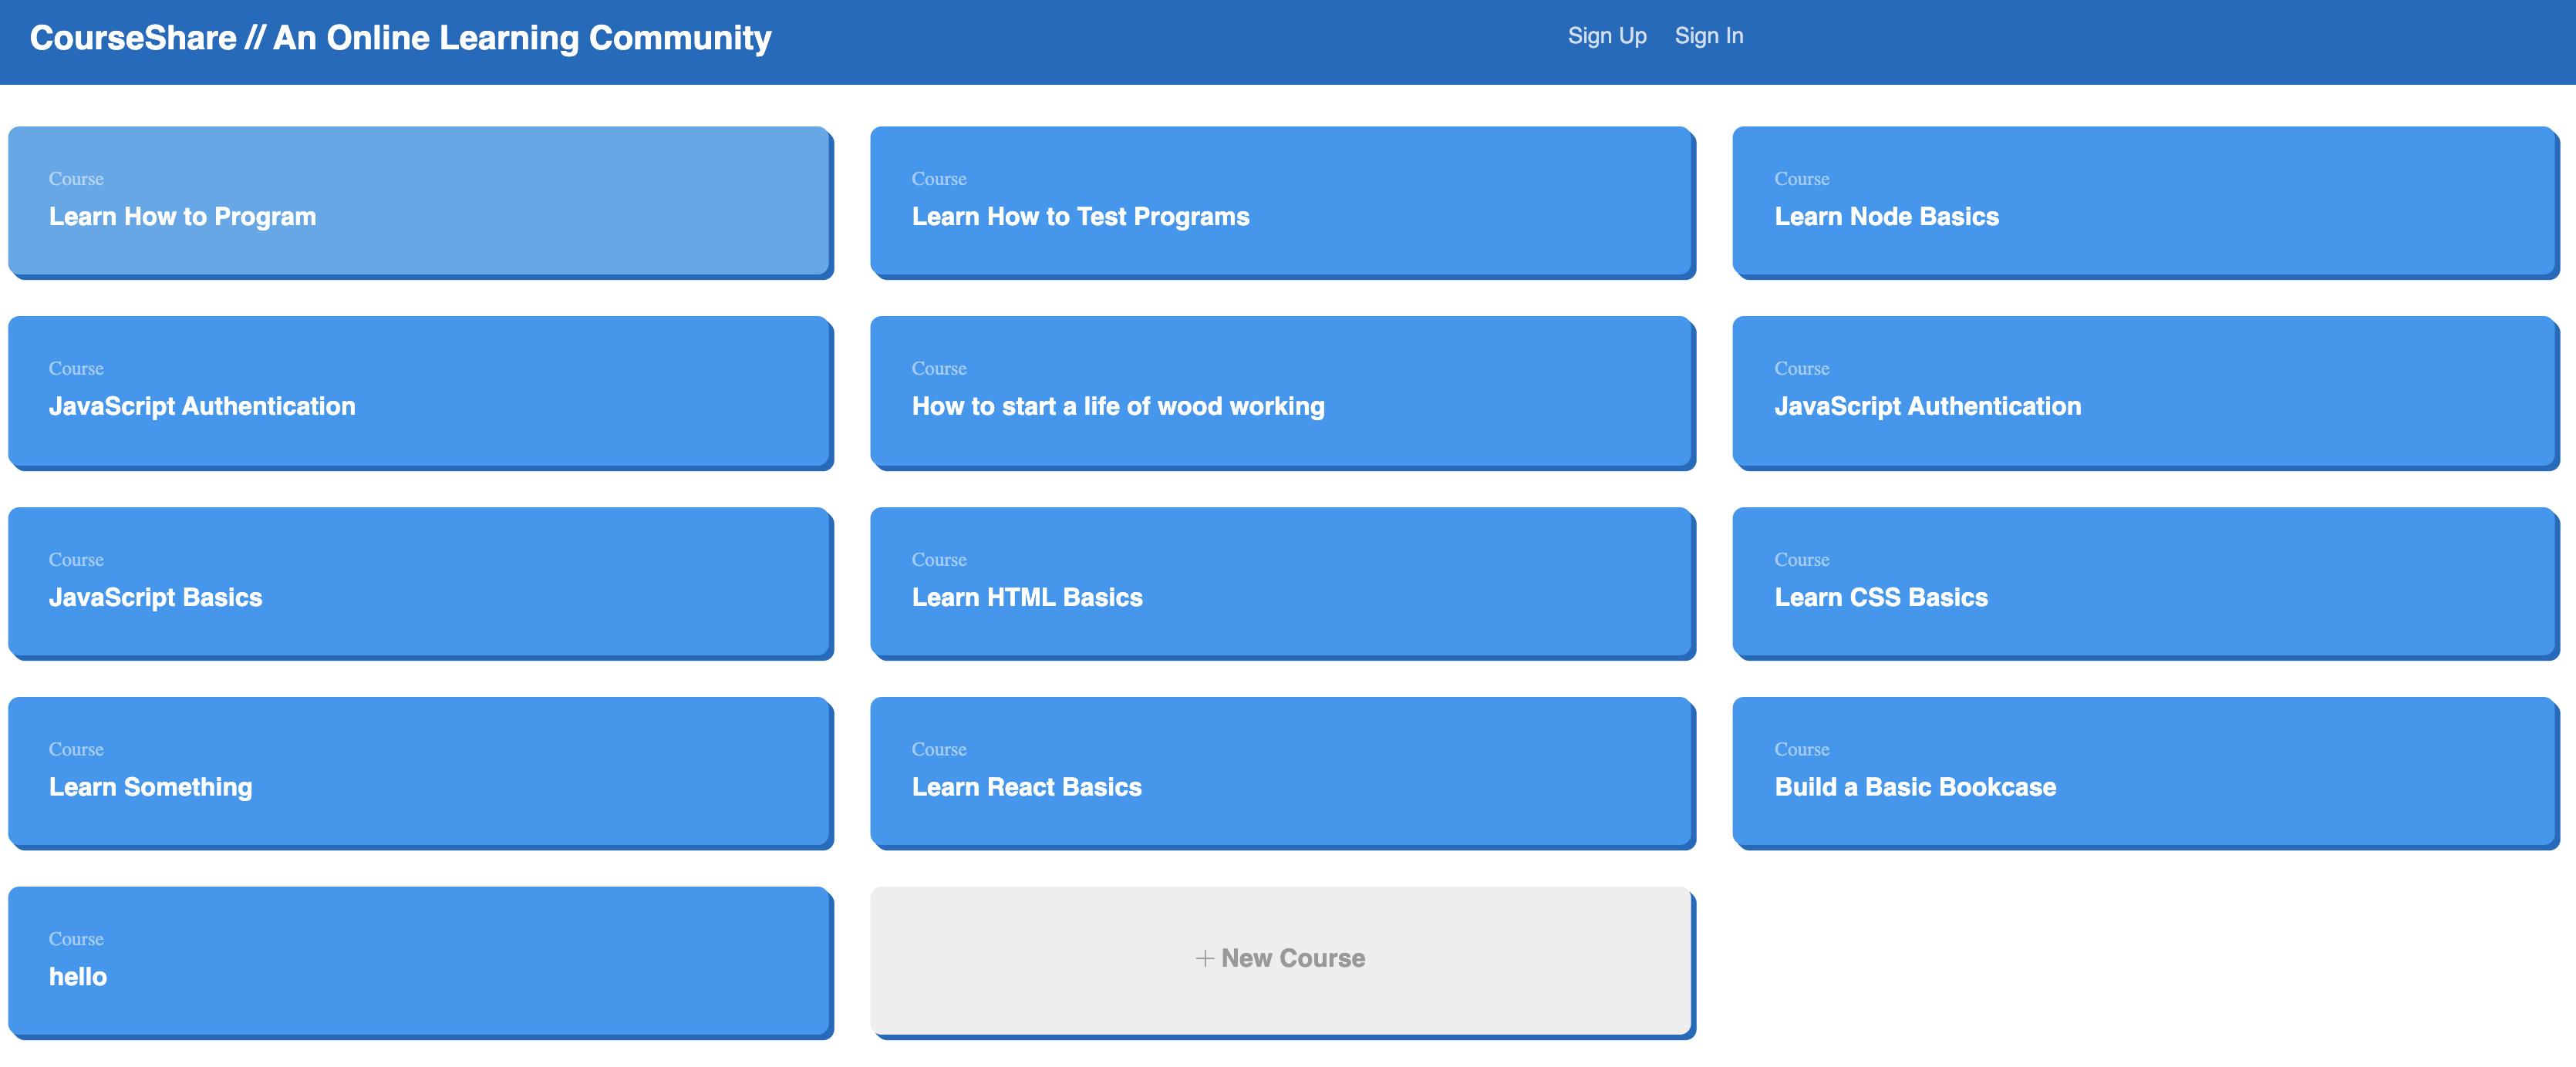 CourseShare // An Online Learning Community
Sign Up Sign In
Course
Learn How to Program
Course
Learn How to Test Programs
Course
Learn Node Basics
Course
JavaScript Authentication
Course
How to start a life of wood working
Course
JavaScript Authentication
Course
JavaScript Basics
Course
Learn HTML Basics
Course
Learn CSS Basics
Course
Learn Something
Course
Learn React Basics
Course
Build a Basic Bookcase
Course
hello
+ New Course